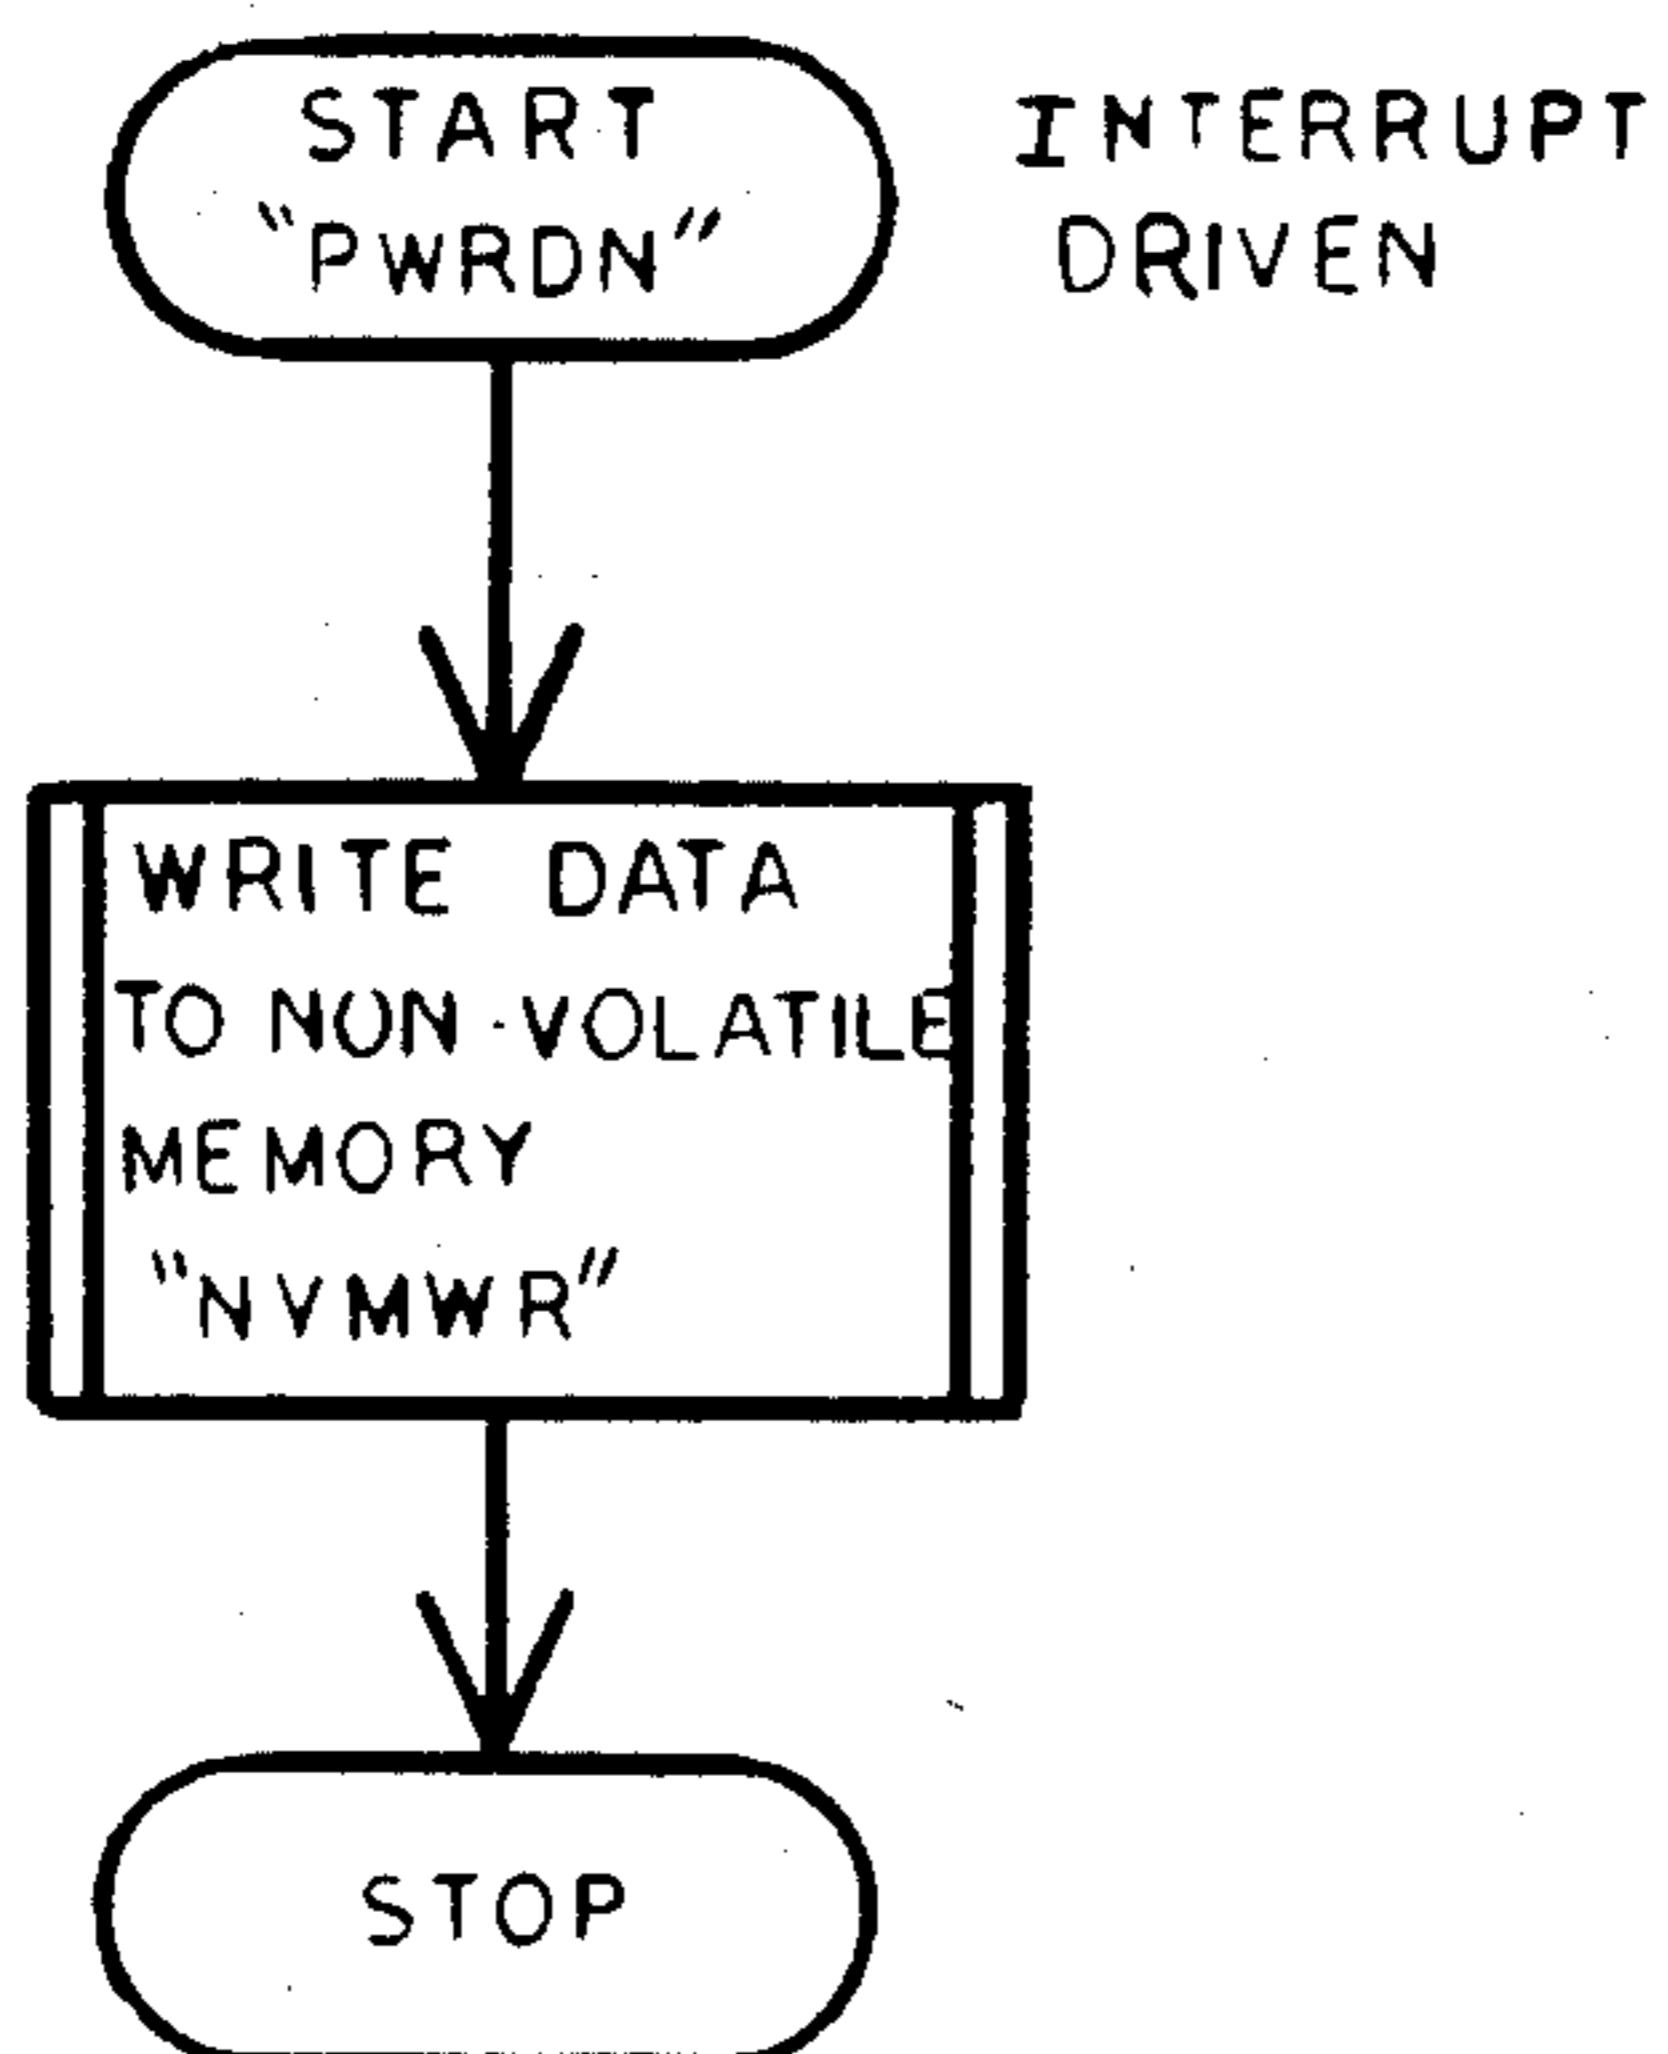 START
"PWRDN"
INTERRUPT
DRIVEN
WRITE DATA
TO NON-VOLATILE
MEMORY
"NVMWR"
STOP